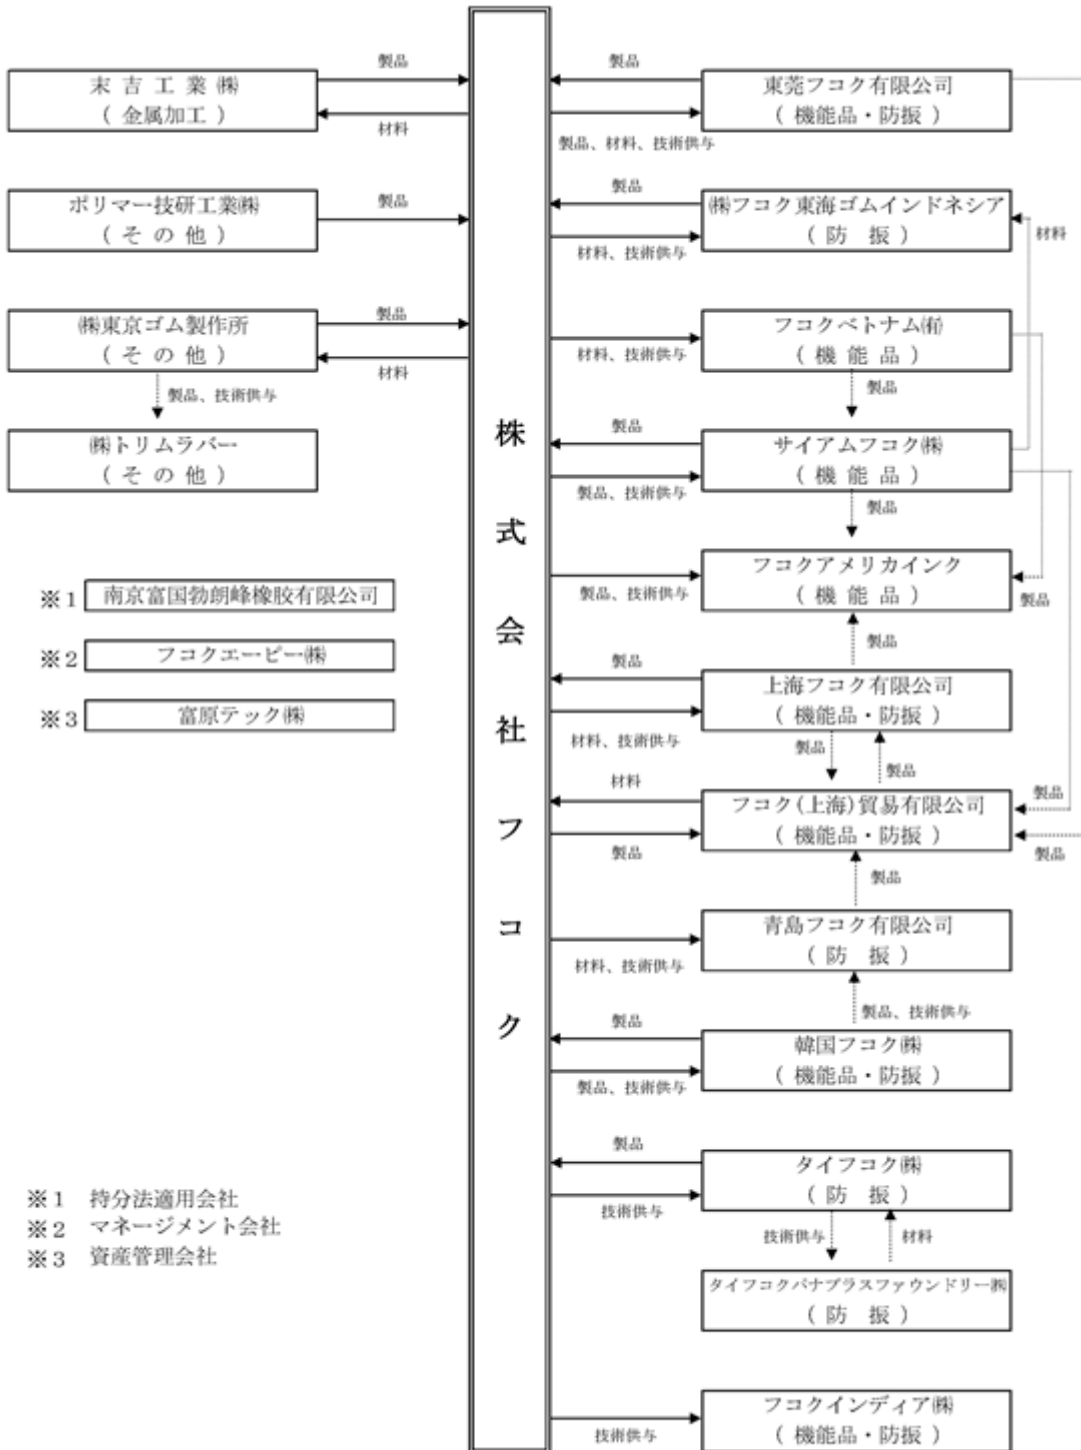 製品
末吉工業㈱
(金属加工)
材料
ポリマー技研工業㈱
(その他)
製品
㈱東京ゴム製作所
(その他)
製品
材料
製品、技術供与
㈱トリムラバー
(その他)
※1 南京富国勃朗峰橡胶有限公司
※2 フコクエーピー㈱
※3 富原テック㈱
※1 持分法適用会社
※2 マネージメント会社
※3 資産管理会社
株式会社フコク
製品
東莞フコク有限公司
(機能品・防振)
製品、材料、技術供与
製品
㈱フコク東海ゴムインドネシア
(防振)
材料
材料、技術供与
フコクベトナム㈲
(機能品)
材料、技術供与
製品
製品
サイアムフコク㈱
(機能品)
製品、技術供与
製品
フコクアメリカインク
(機能品)
製品、技術供与
製品
製品
製品
上海フコク有限公司
(機能品・防振)
材料、技術供与
製品
製品
材料
フコク(上海)貿易有限公司
(機能品・防振)
製品
製品
製品
製品
青島フコク有限公司
(防振)
材料、技術供与
製品、技術供与
製品
韓国フコク㈱
(機能品・防振)
製品、技術供与
製品
タイフコク㈱
(防振)
技術供与
技術供与
材料
タイフコクパナプラスファウンドリー㈱
(防振)
フコクインディア㈱
(機能品・防振)
技術供与